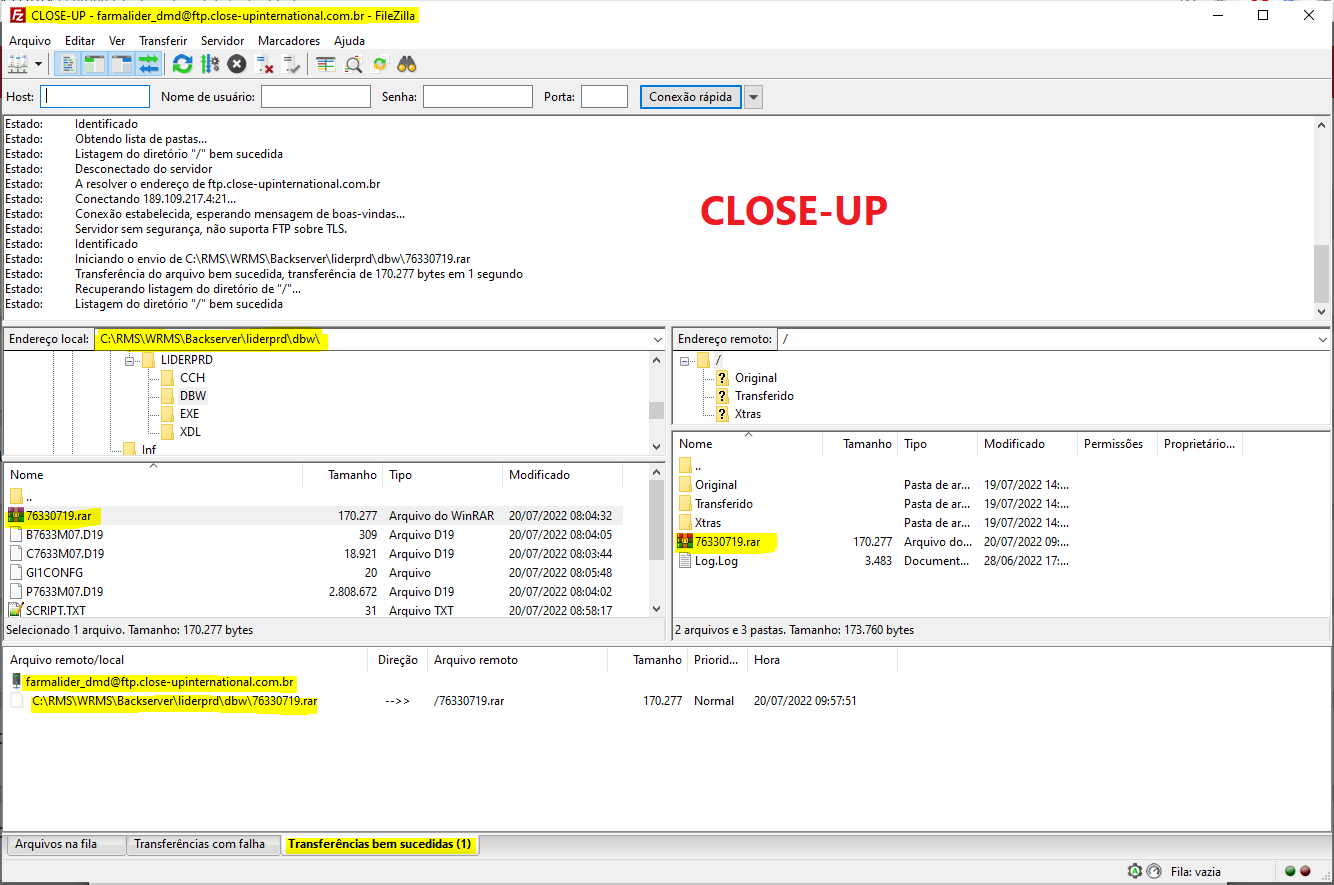 CLOSE-UP - farmalider_dmd@ftp.close-upinternational.com.br - FileZilla
Arquivo Editar Ver Transferir Servidor Marcadores Ajuda
Host: Nome de usuário: Senha: Porta: Conexão rápida
Estado: Identificado
Estado: Obtendo lista de pastas...
Estado: Listagem do diretório "/" bem sucedida
Estado: Desconectado do servidor
Estado: A resolver o endereço de ftp.close-upinternational.com.br
Estado: Conectando 189.109.217.4:21...
Estado: Conexão estabelecida, esperando mensagem de boas-vindas...
Estado: Servidor sem segurança, não suporta FTP sobre TLS.
Estado: Identificado
Estado: Iniciando o envio de C:\RMS\WRMS\Backserver\liderprd\dbw\76330719.rar
Estado: Transferência do arquivo bem sucedida, transferência de 170.277 bytes em 1 segundo
Estado: Recuperando listagem do diretório de "/"...
Estado: Listagem do diretório "/" bem sucedida
CLOSE-UP
Endereço local: C:\RMS\WRMS\Backserver\liderprd\dbw\
LIDERPRD
CCH
DBW
EXE
XDL
Inf
Nome Tamanho Tipo Modificado
..
76330719.rar 170.277 Arquivo do WinRAR 20/07/2022 08:04:32
B7633M07.D19 309 Arquivo D19 20/07/2022 08:04:05
C7633M07.D19 18.921 Arquivo D19 20/07/2022 08:03:44
GI1CONFG 20 Arquivo 20/07/2022 08:05:48
P7633M07.D19 2.808.672 Arquivo D19 20/07/2022 08:04:02
SCRIPT.TXT 31 Arquivo TXT 20/07/2022 08:58:17
Selecionado 1 arquivo. Tamanho: 170.277 bytes
Endereço remoto: /
/
Original
Transferido
Xtras
Nome Tamanho Tipo Modificado Permissões Proprietário...
..
Original Pasta de ar... 19/07/2022 14:...
Transferido Pasta de ar... 19/07/2022 14:...
Xtras Pasta de ar... 19/07/2022 14:...
76330719.rar 170.277 Arquivo do... 20/07/2022 09:...
Log.Log 3.483 Document... 28/06/2022 17:...
2 arquivos e 3 pastas. Tamanho: 173.760 bytes
Arquivo remoto/local Direção Arquivo remoto Tamanho Priorid... Hora
farmalider_dmd@ftp.close-upinternational.com.br
C:\RMS\WRMS\Backserver\liderprd\dbw\76330719.rar -->> /76330719.rar 170.277 Normal 20/07/2022 09:57:51
Arquivos na fila Transferências com falha Transferências bem sucedidas (1)
Fila: vazia